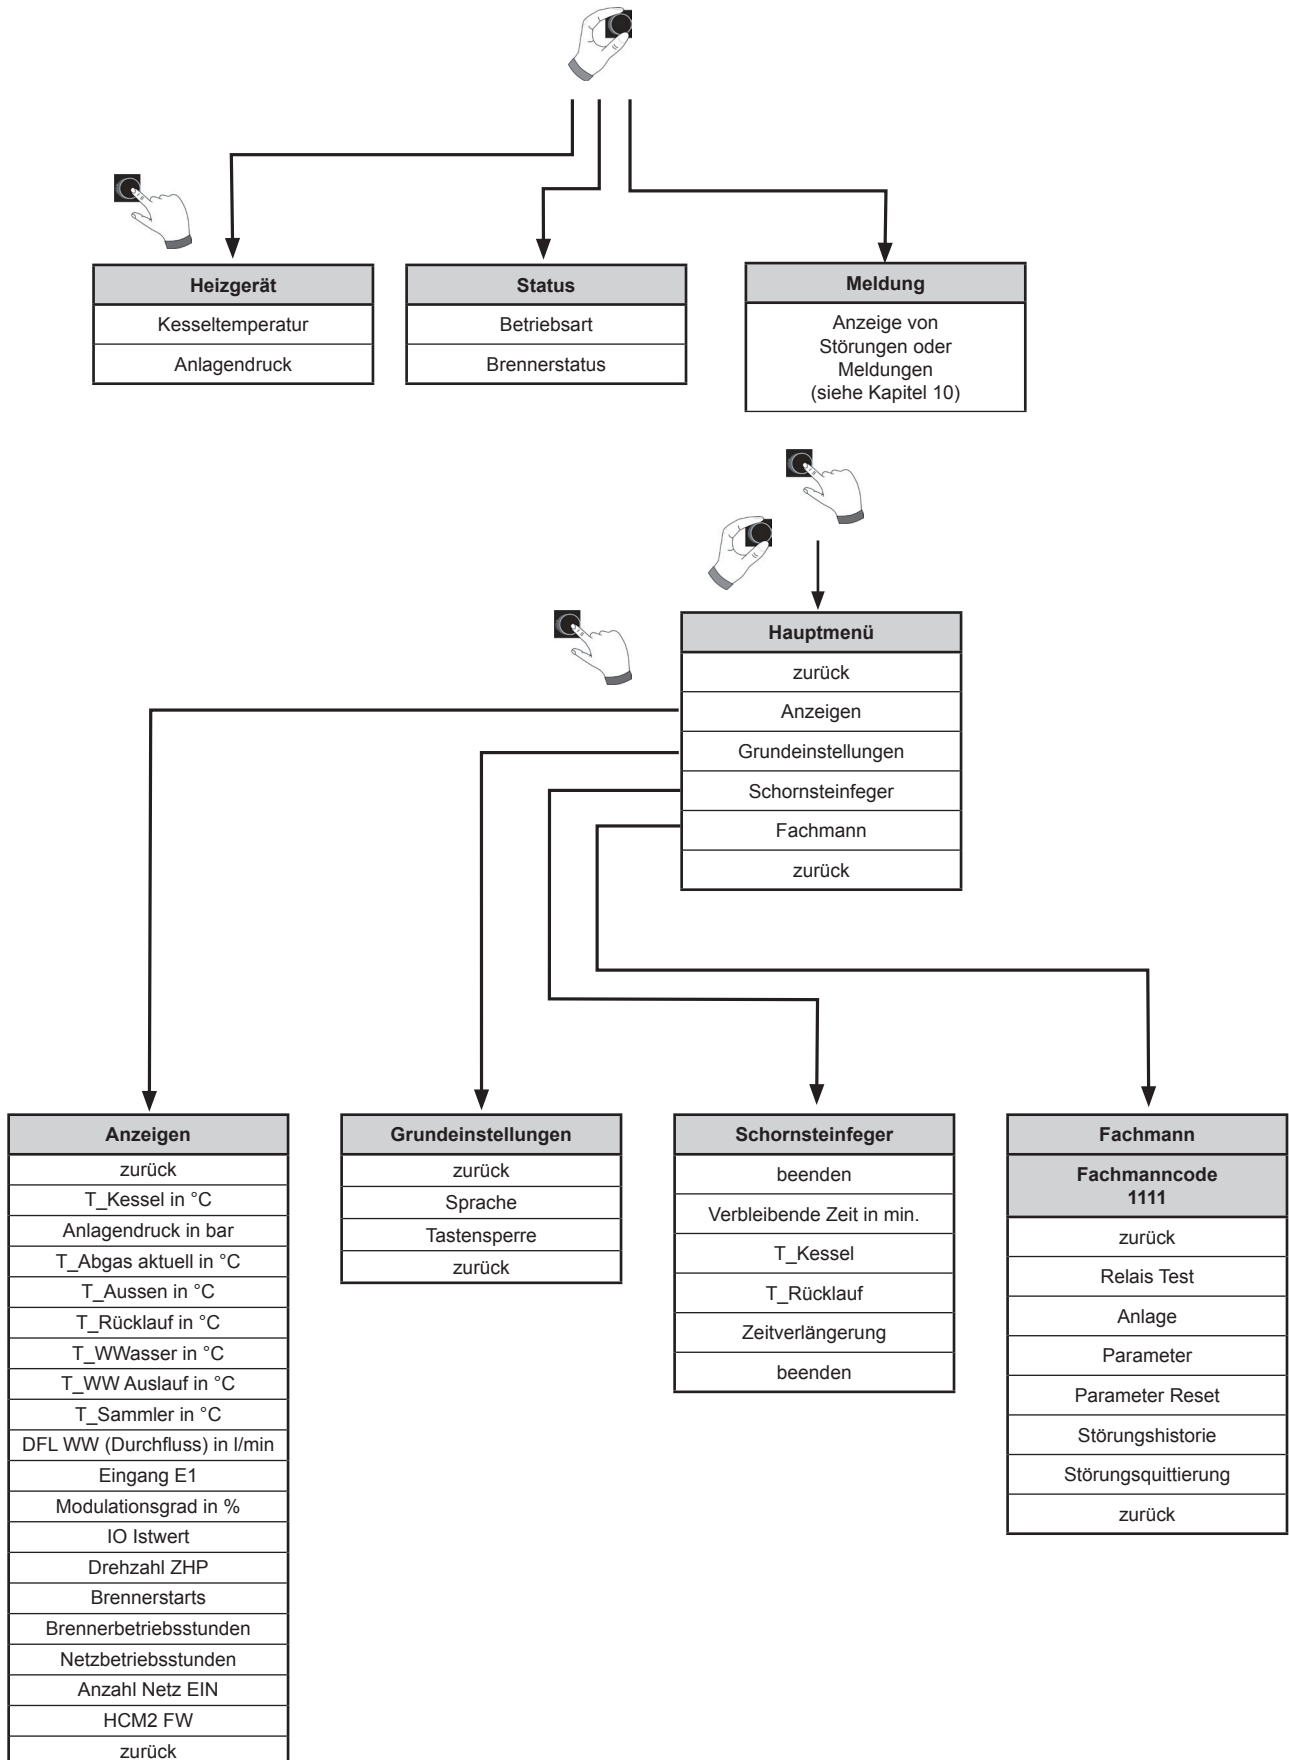 Heizgerät
Kesseltemperatur
Anlagendruck
Status
Betriebsart
Brennerstatus
Meldung
Anzeige von
Störungen oder
Meldungen
(siehe Kapitel 10)
Hauptmenü
zurück
Anzeigen
Grundeinstellungen
Schornsteinfeger
Fachmann
zurück
Anzeigen
zurück
T_Kessel in °C
Anlagendruck in bar
T_Abgas aktuell in °C
T_Aussen in °C
T_Rücklauf in °C
T_WWasser in °C
T_WW Auslauf in °C
T_Sammler in °C
DFL WW (Durchfluss) in l/min
Eingang E1
Modulationsgrad in %
IO Istwert
Drehzahl ZHP
Brennerstarts
Brennerbetriebsstunden
Netzbetriebsstunden
Anzahl Netz EIN
HCM2 FW
zurück
Grundeinstellungen
zurück
Sprache
Tastensperre
zurück
Schornsteinfeger
beenden
Verbleibende Zeit in min.
T_Kessel
T_Rücklauf
Zeitverlängerung
beenden
Fachmann
Fachmanncode
1111
zurück
Relais Test
Anlage
Parameter
Parameter Reset
Störungshistorie
Störungsquittierung
zurück